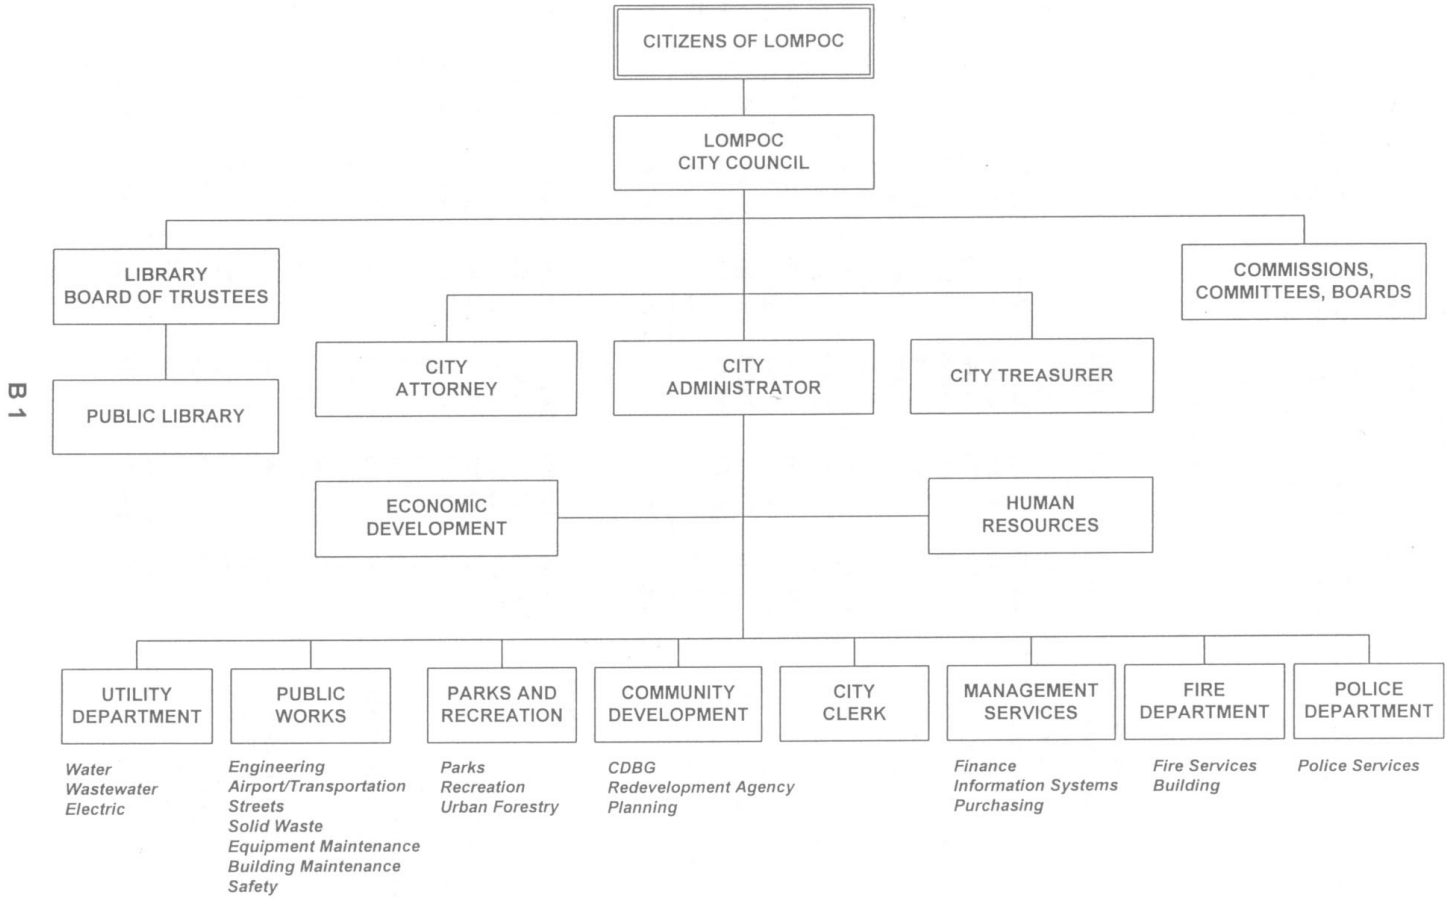 CITIZENS OF LOMPOC
LOMPOC
CITY COUNCIL
LIBRARY
BOARD OF TRUSTEES
COMMISSIONS,
COMMITTEES, BOARDS
CITY
ATTORNEY
CITY
ADMINISTRATOR
CITY TREASURER
PUBLIC LIBRARY
B 1
ECONOMIC
DEVELOPMENT
HUMAN
RESOURCES
UTILITY
DEPARTMENT
Water
Wastewater
Electric
PUBLIC
WORKS
Engineering
Airport/Transportation
Streets
Solid Waste
Equipment Maintenance
Building Maintenance
Safety
PARKS AND
RECREATION
Parks
Recreation
Urban Forestry
COMMUNITY
DEVELOPMENT
CDBG
Redevelopment Agency
Planning
CITY
CLERK
MANAGEMENT
SERVICES
Finance
Information Systems
Purchasing
FIRE
DEPARTMENT
Fire Services
Building
POLICE
DEPARTMENT
Police Services